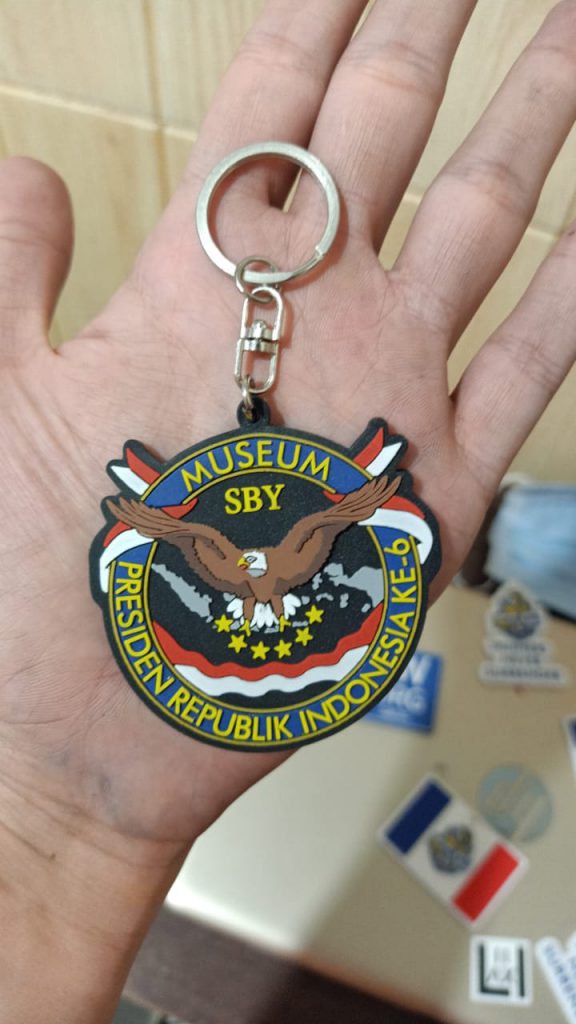 MUSEUM
SBY
PRESIDEN REPUBLIK INDONESIA KE-6